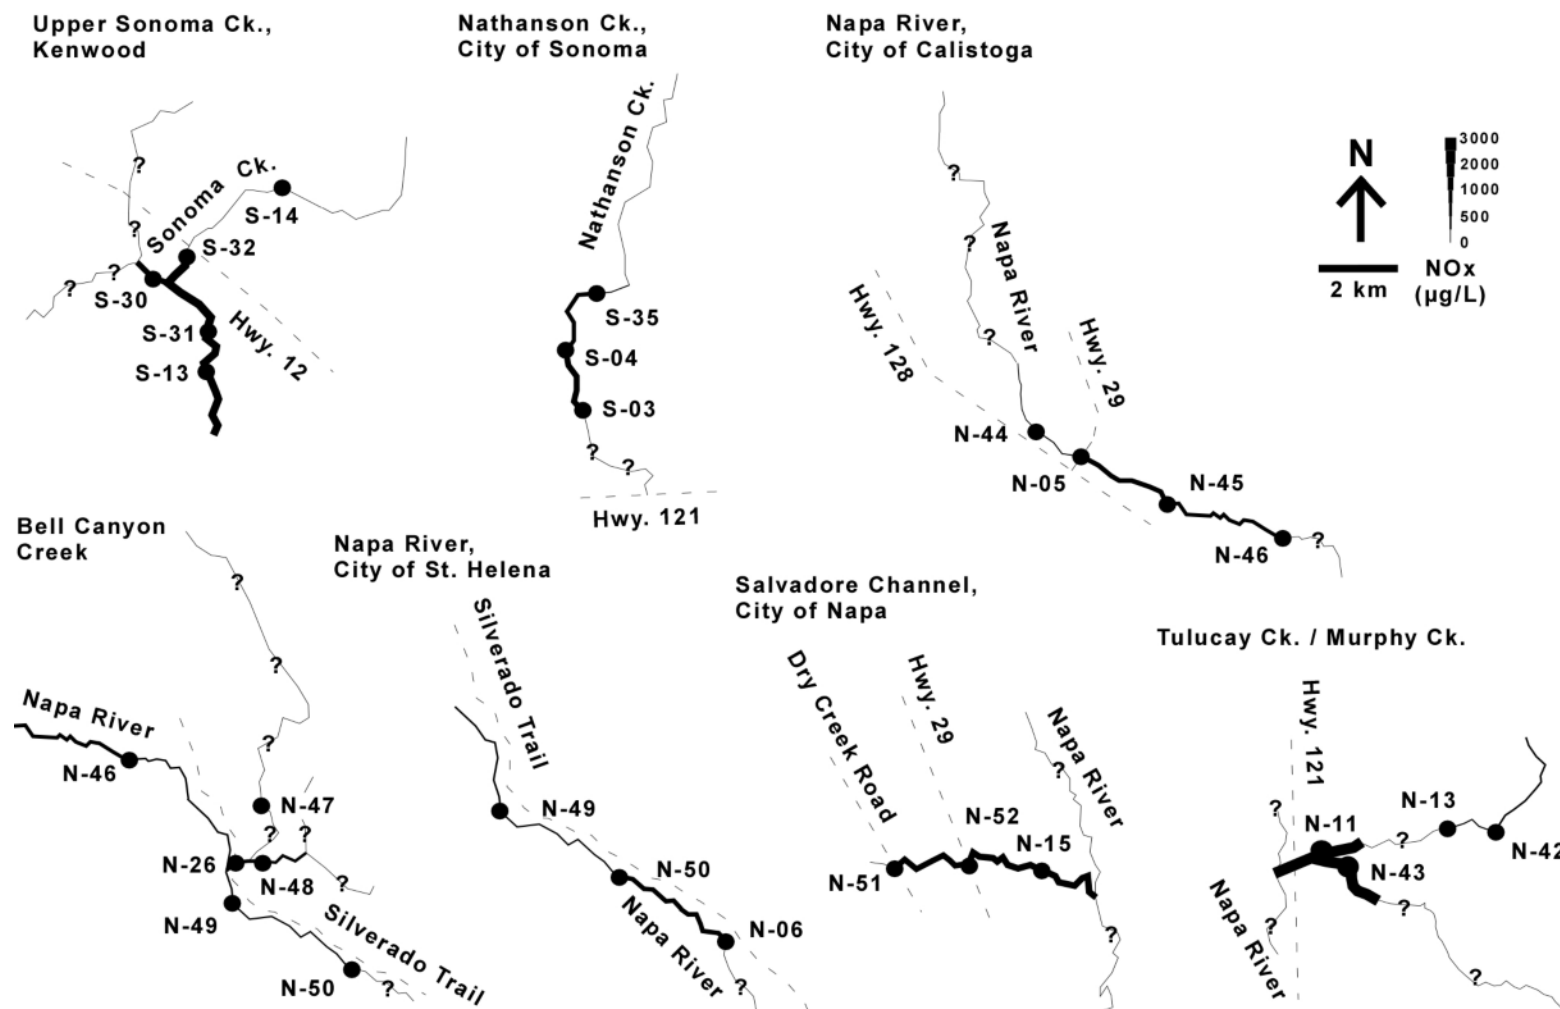 Upper Sonoma Ck.,
Kenwood
?
Sonoma Ck.
S-14
?
S-32
?
?
S-30
S-31
Hwy. 12
S-13
Nathanson Ck.,
City of Sonoma
Nathanson Ck.
S-35
S-04
S-03
?
?
Hwy. 121
Napa River,
City of Calistoga
?
?
Napa River
?
Hwy. 128
Hwy. 29
N-44
N-05
N-45
N-46
?
N
2 km
3000
2000
1000
500
0
NOx
(µg/L)
Bell Canyon
Creek
?
?
Napa River
?
N-46
N-47
?
?
N-26
N-48
?
N-49
Silverado Trail
N-50
?
Napa River,
City of St. Helena
Silverado Trail
N-49
N-50
Napa River
N-06
?
Salvadore Channel,
City of Napa
Dry Creek Road
Hwy. 29
Napa River
?
N-52
N-15
N-51
?
Tulucay Ck. / Murphy Ck.
Hwy. 121
?
N-11
N-13
?
N-42
N-43
?
Napa River
?
?